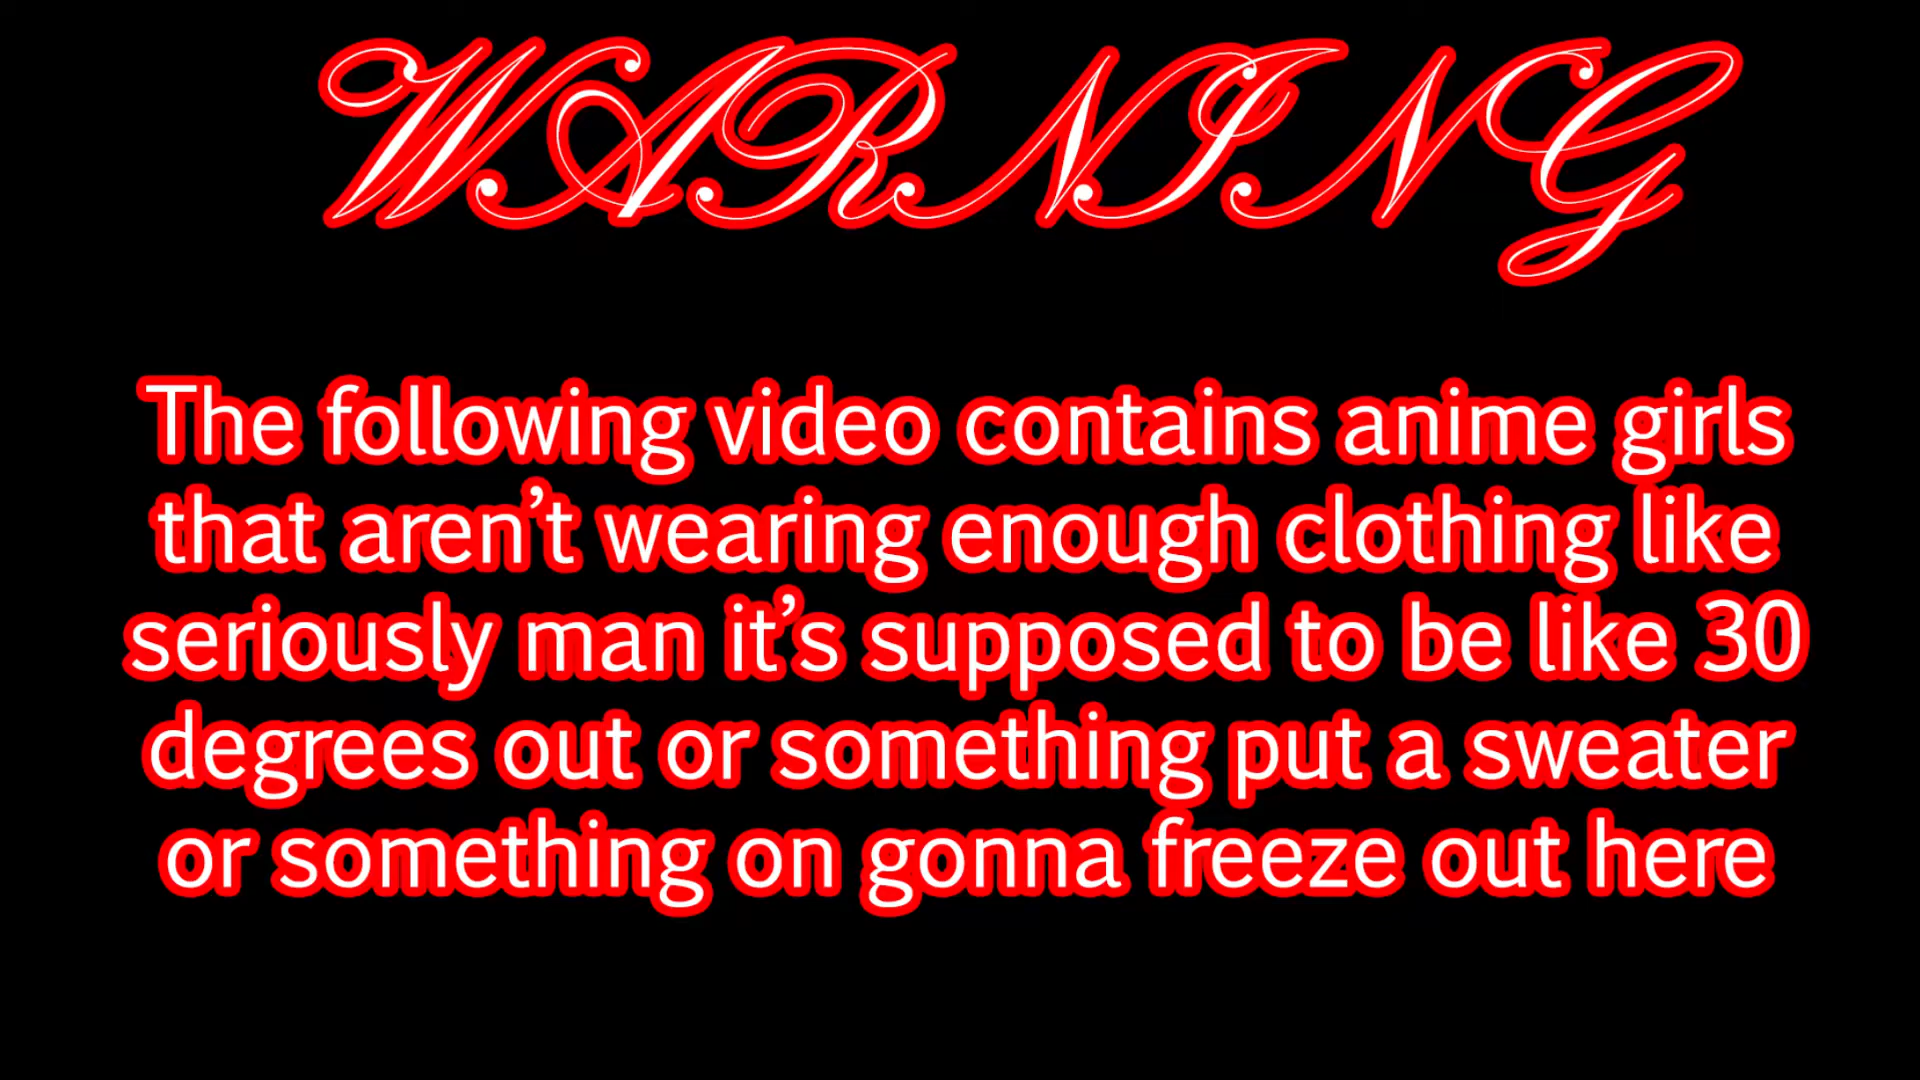 WARNING
The following video contains anime girls
that aren't wearing enough clothing like
seriously man it's supposed to be like 30
degrees out or something put a sweater
or something on gonna freeze out here